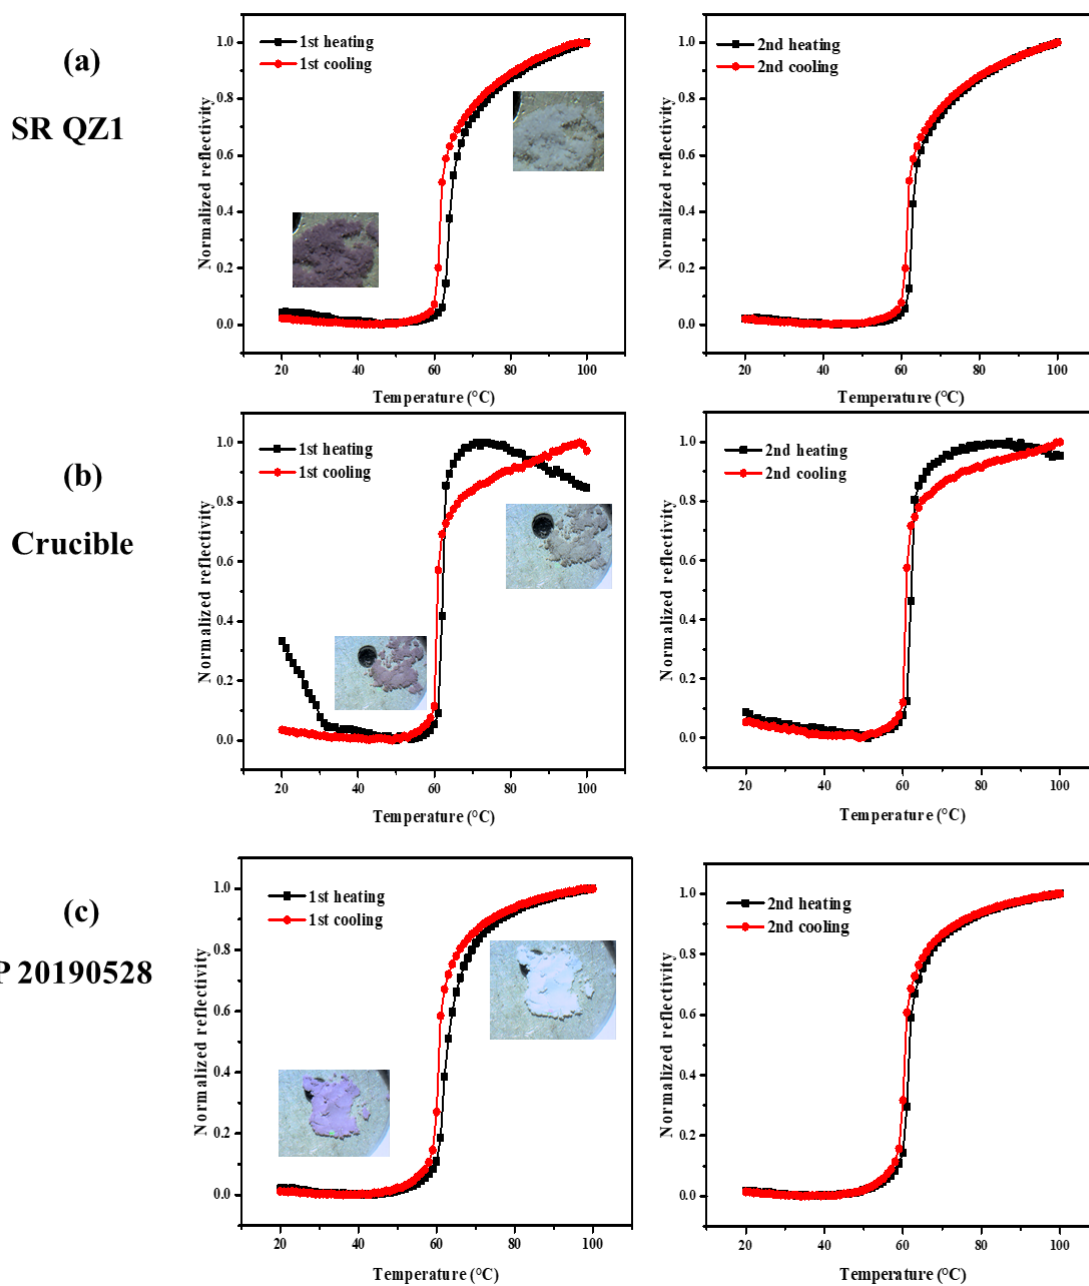 (a)
SR QZ1
Normalized reflectivity
1.0
0.8
0.6
0.4
0.2
0.0
1st heating
1st cooling
20 40 60 80 100
Temperature (°C)
Normalized reflectivity
1.0
0.8
0.6
0.4
0.2
0.0
2nd heating
2nd cooling
20 40 60 80 100
Temperature (°C)
(b)
Crucible
Normalized reflectivity
1.0
0.8
0.6
0.4
0.2
0.0
1st heating
1st cooling
20 40 60 80 100
Temperature (°C)
Normalized reflectivity
1.0
0.8
0.6
0.4
0.2
0.0
2nd heating
2nd cooling
20 40 60 80 100
Temperature (°C)
(c)
P 20190528
Normalized reflectivity
1.0
0.8
0.6
0.4
0.2
0.0
1st heating
1st cooling
20 40 60 80 100
Temperature (°C)
Normalized reflectivity
1.0
0.8
0.6
0.4
0.2
0.0
2nd heating
2nd cooling
20 40 60 80 100
Temperature (°C)